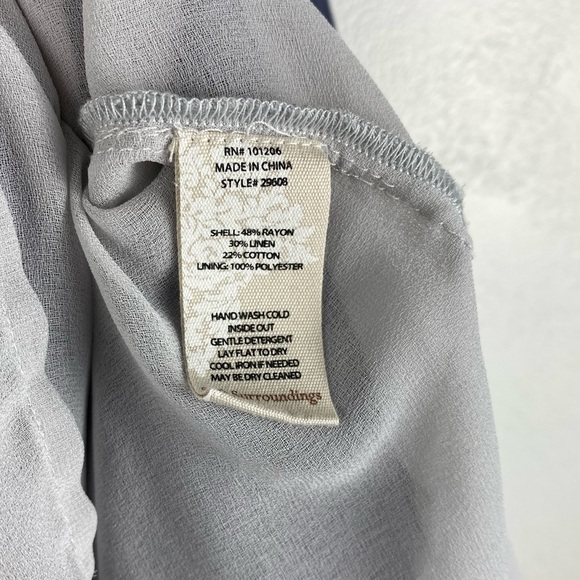 RN# 101206
MADE IN CHINA
STYLE# 29608
SHELL: 48% RAYON
30% LINEN
22% COTTON
LINING: 100% POLYESTER
HAND WASH COLD
INSIDE OUT
GENTLE DETERGENT
LAY FLAT TO DRY
COOL IRON IF NEEDED
MAY BE DRY CLEANED
Surroundings